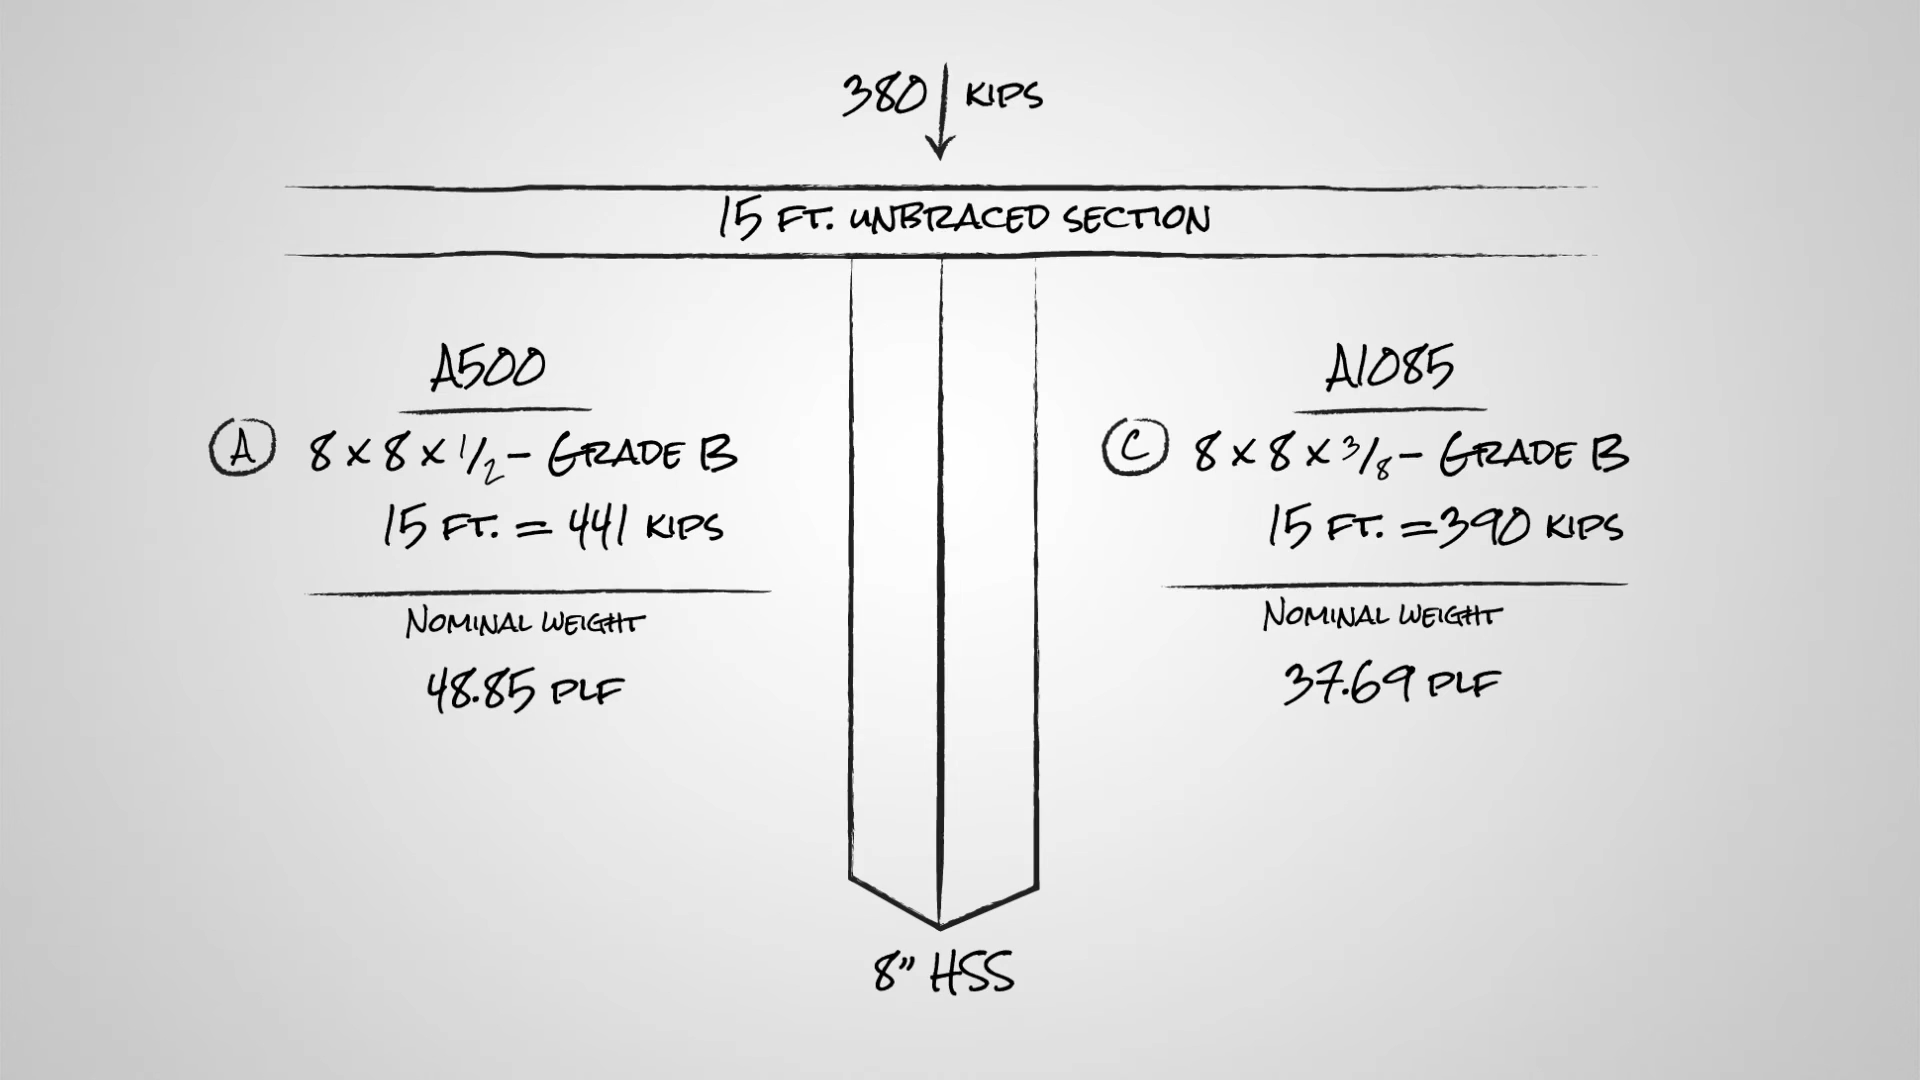 380 KIPS
15 FT. UNBRACED SECTION
A500
A 8 x 8 x 1/2 - GRADE B
15 FT. = 441 KIPS
NOMINAL WEIGHT
48.85 PLF
A1085
C 8 x 8 x 3/8 - GRADE B
15 FT. = 390 KIPS
NOMINAL WEIGHT
37.69 PLF
8" HSS